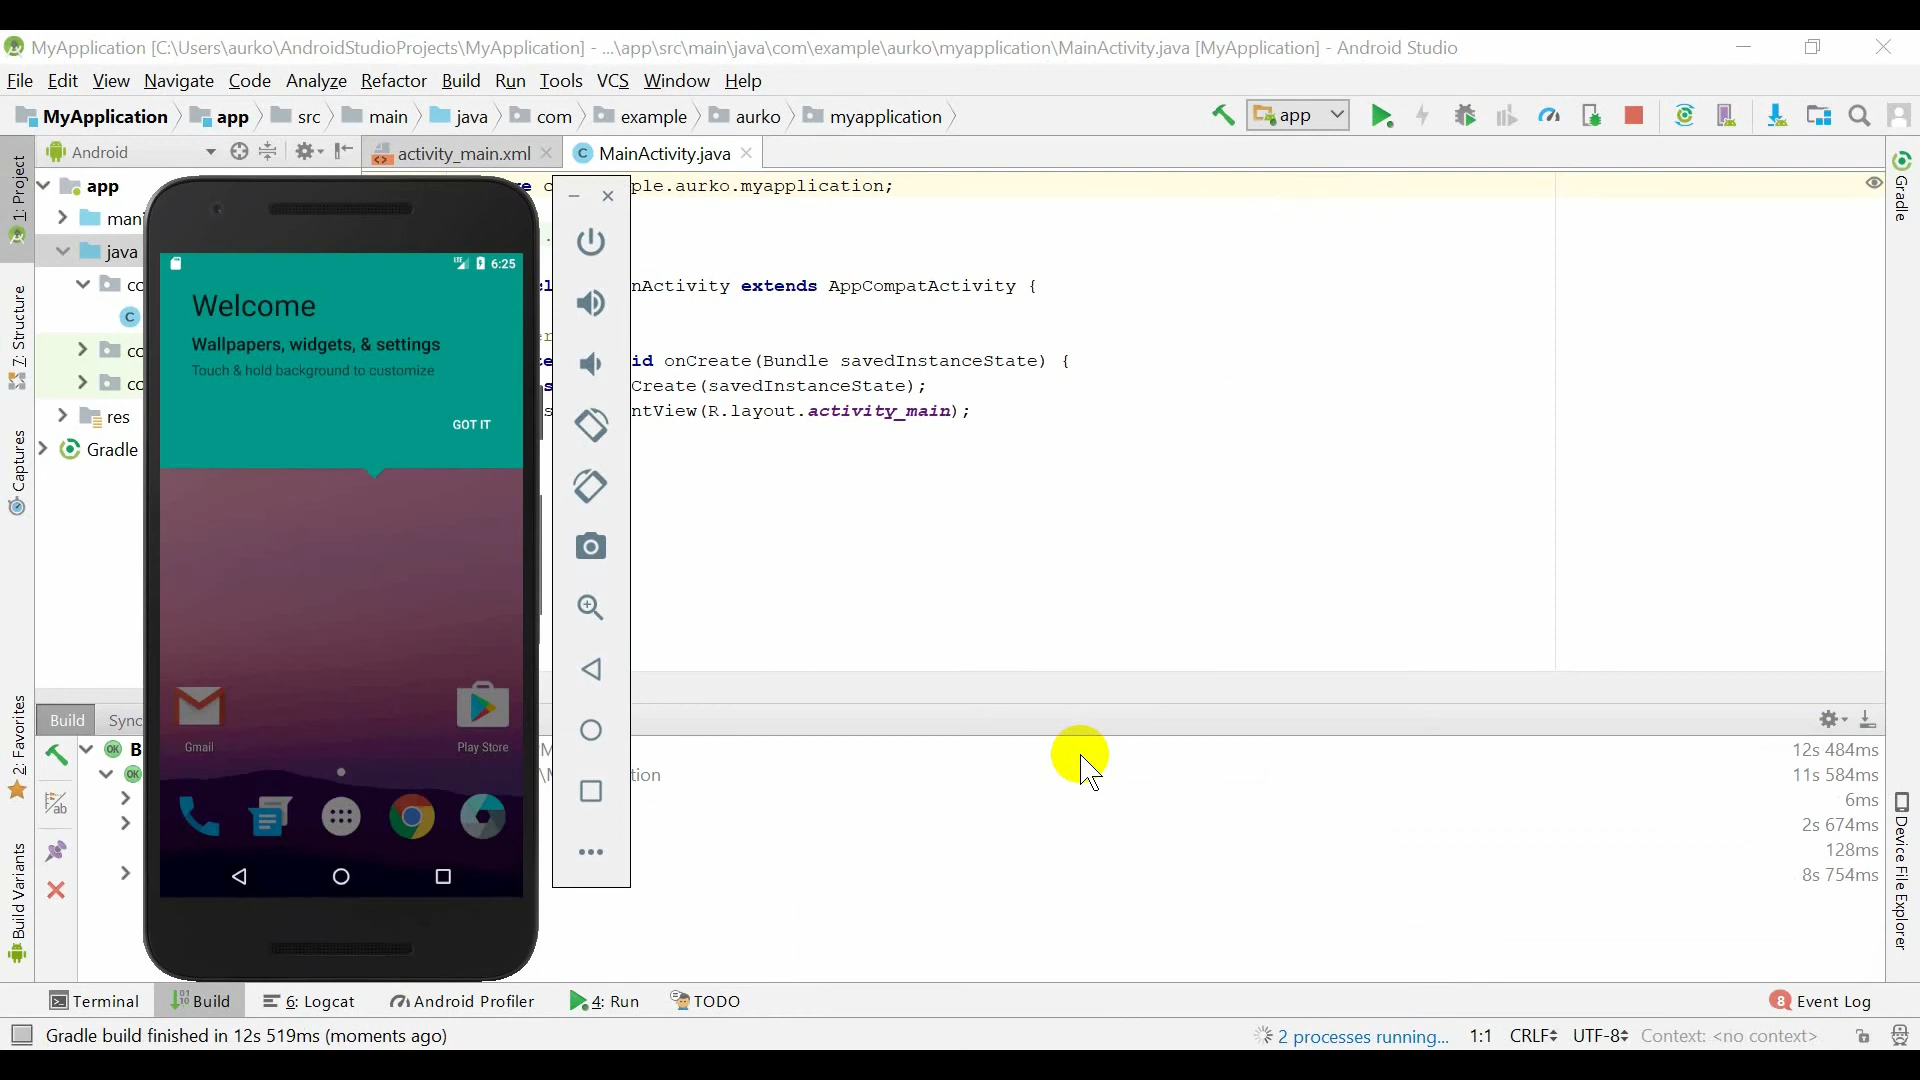 MyApplication [C:\Users\aurko\AndroidStudioProjects\MyApplication] - ...\app\src\main\java\com\example\aurko\myapplication\MainActivity.java [MyApplication] - Android Studio
File Edit View Navigate Code Analyze Refactor Build Run Tools VCS Window Help
MyApplication app src main java com example aurko myapplication app
Android activity_main.xml MainActivity.java
1: Project
7: Structure
Captures
2: Favorites
Build Variants
app
mani
java
co
co
co
res
Gradle
ple.aurko.myapplication;
nActivity extends AppCompatActivity {
id onCreate(Bundle savedInstanceState) {
Create(savedInstanceState);
ntView(R.layout.activity_main);
6:25
Welcome
Wallpapers, widgets, & settings
Touch & hold background to customize
GOT IT
Gmail Play Store
Gradle
Device File Explorer
Build Sync
B 12s 484ms
tion 11s 584ms
6ms
2s 674ms
128ms
8s 754ms
Terminal Build 6: Logcat Android Profiler 4: Run TODO 8 Event Log
Gradle build finished in 12s 519ms (moments ago) 2 processes running... 1:1 CRLF UTF-8 Context: <no context>